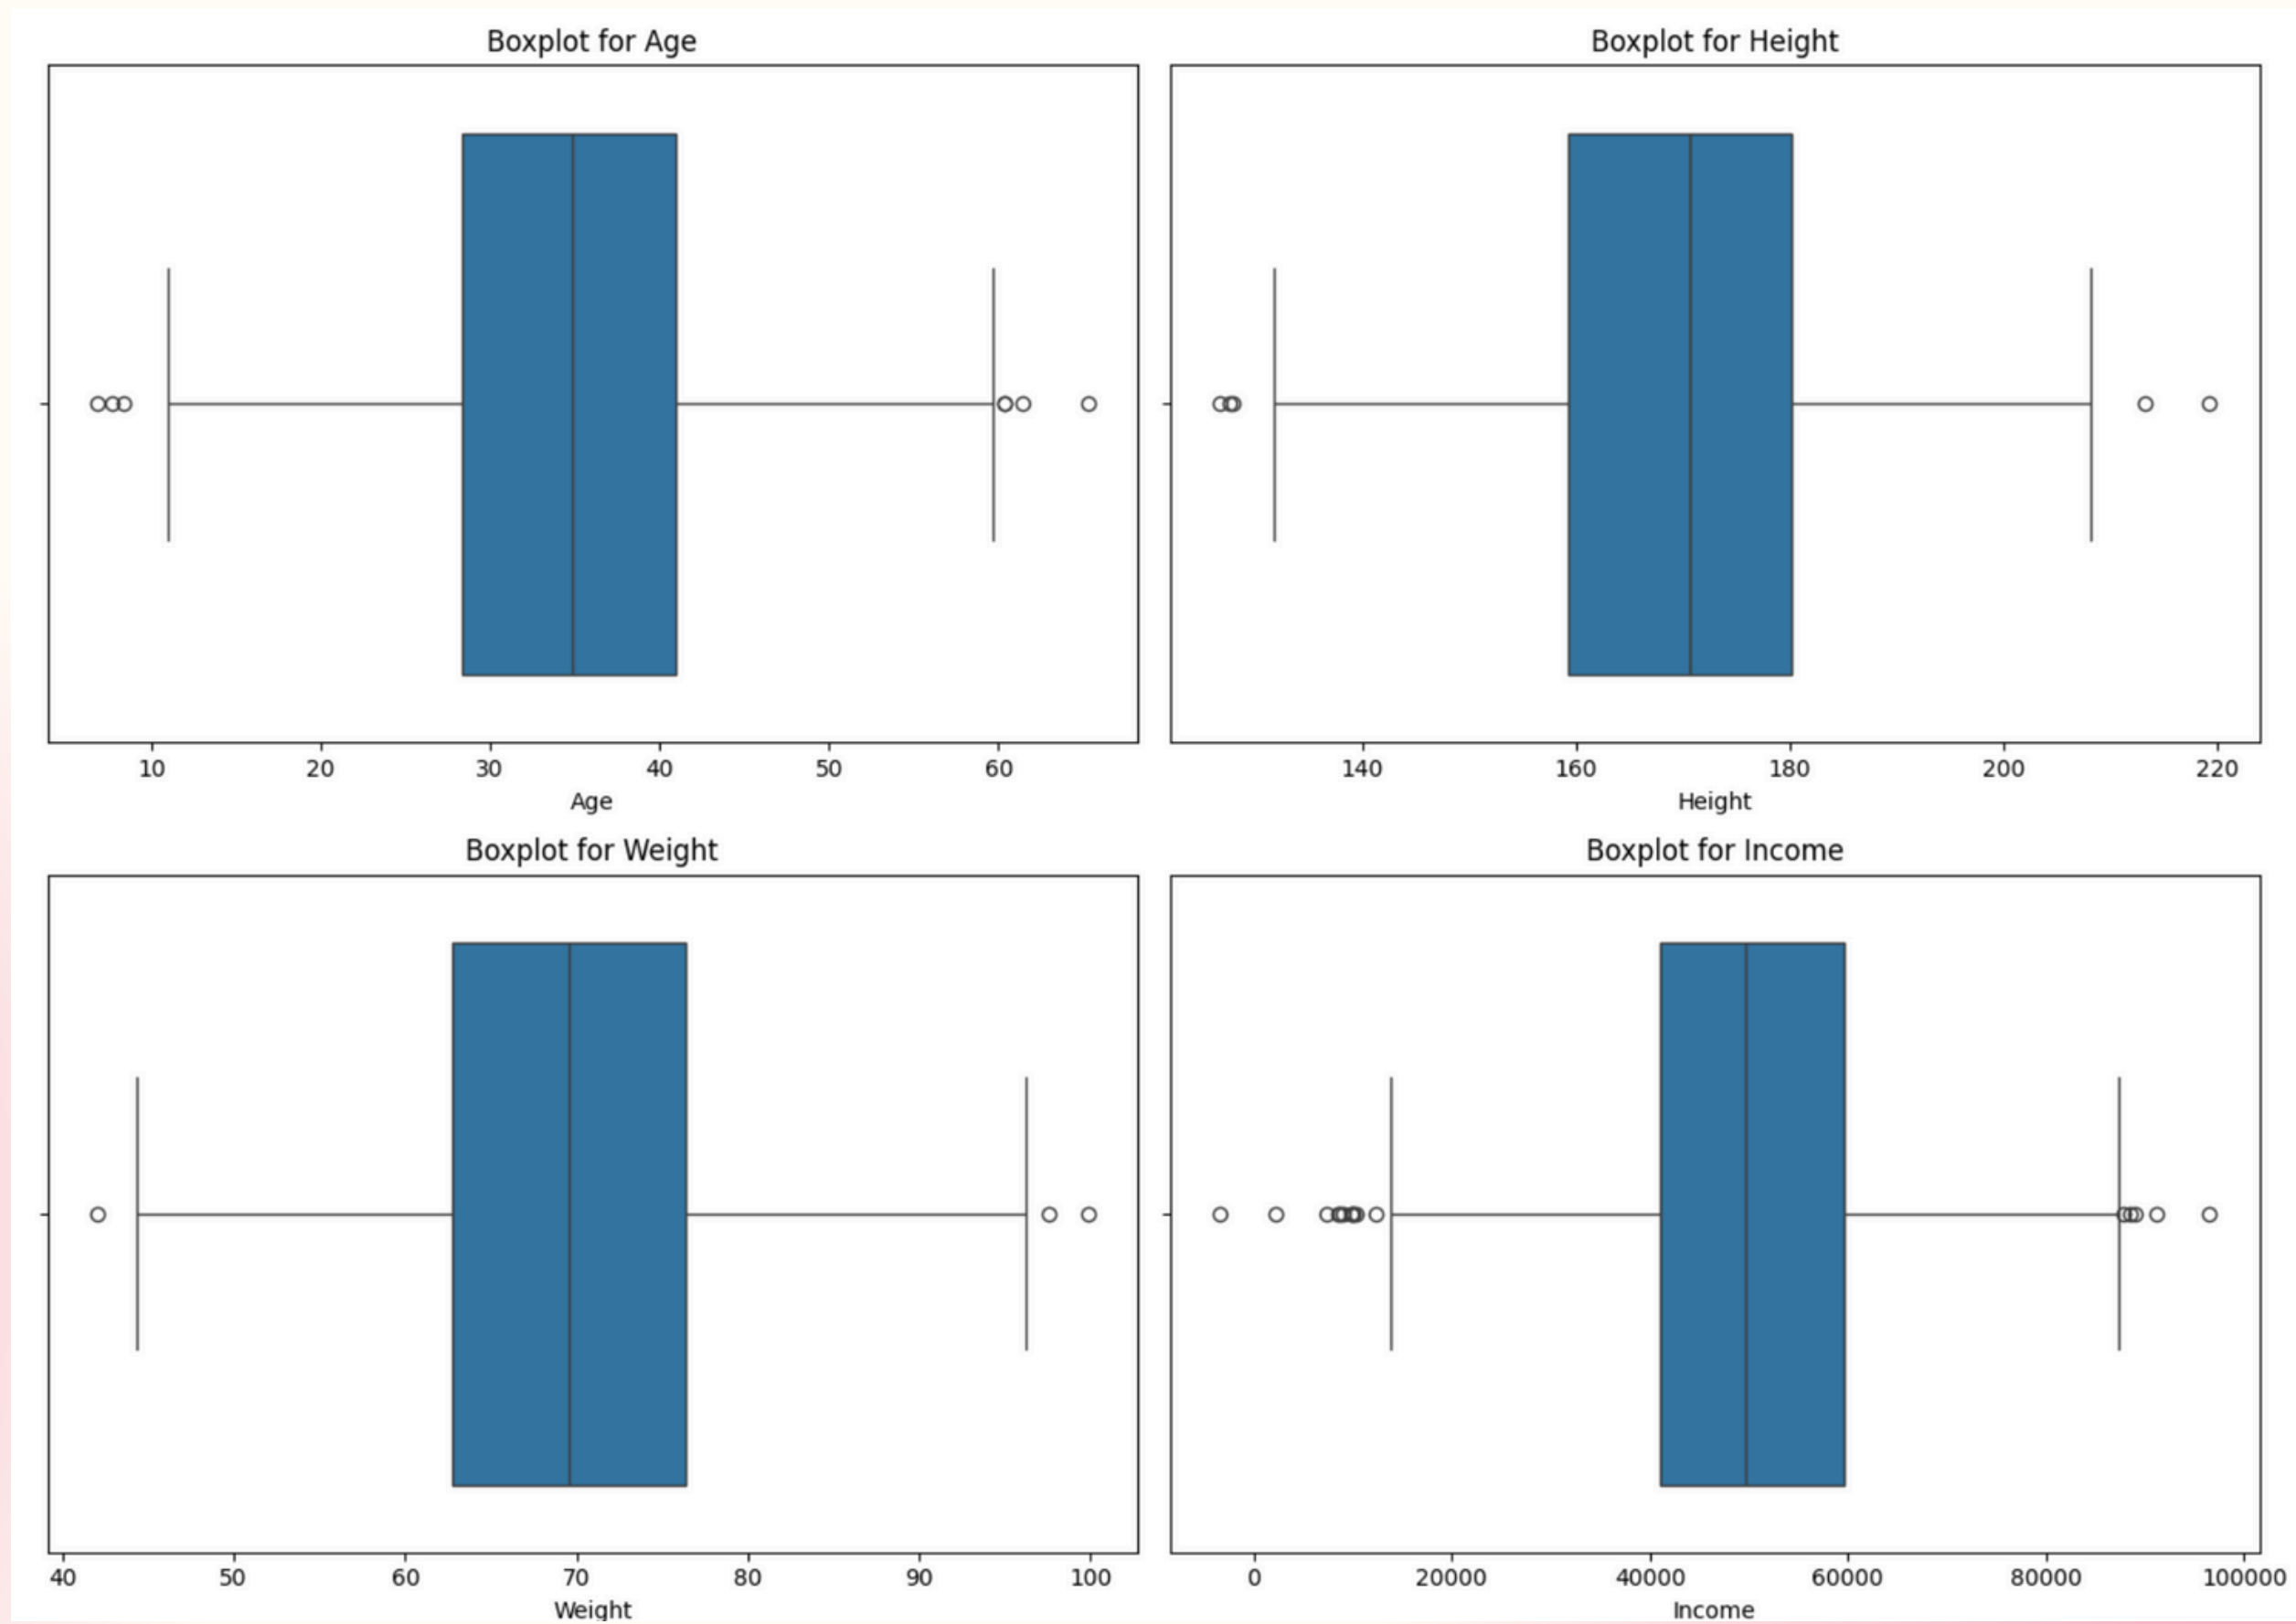 Boxplot for Age
10 20 30 40 50 60
Age
Boxplot for Height
140 160 180 200 220
Height
Boxplot for Weight
40 50 60 70 80 90 100
Weight
Boxplot for Income
0 20000 40000 60000 80000 100000
Income